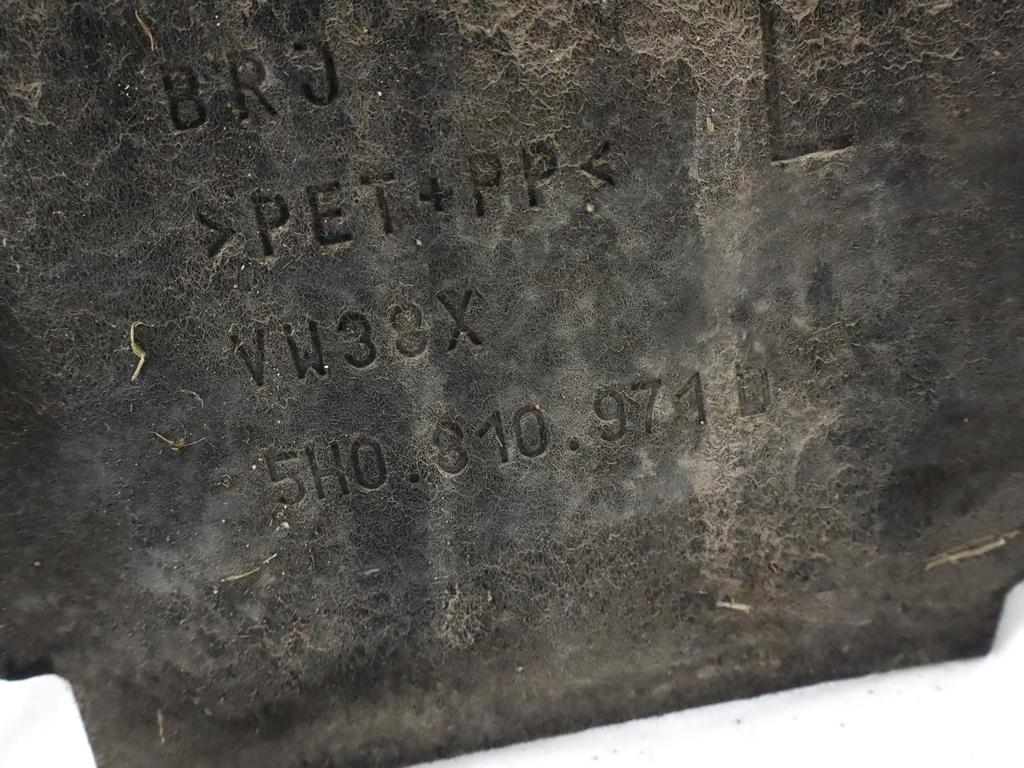 BRJ
>PET+PP<
VW38X
5H0.810.971 D